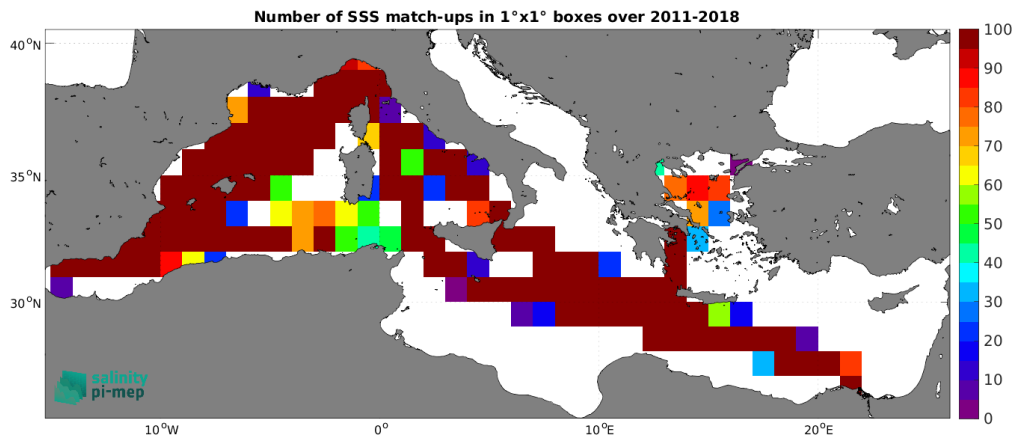 Number of SSS match-ups in 1°x1° boxes over 2011-2018
40°N
35°N
30°N
10°W
0°
10°E
20°E
100
90
80
70
60
50
40
30
20
10
0
salinity
pi-mep